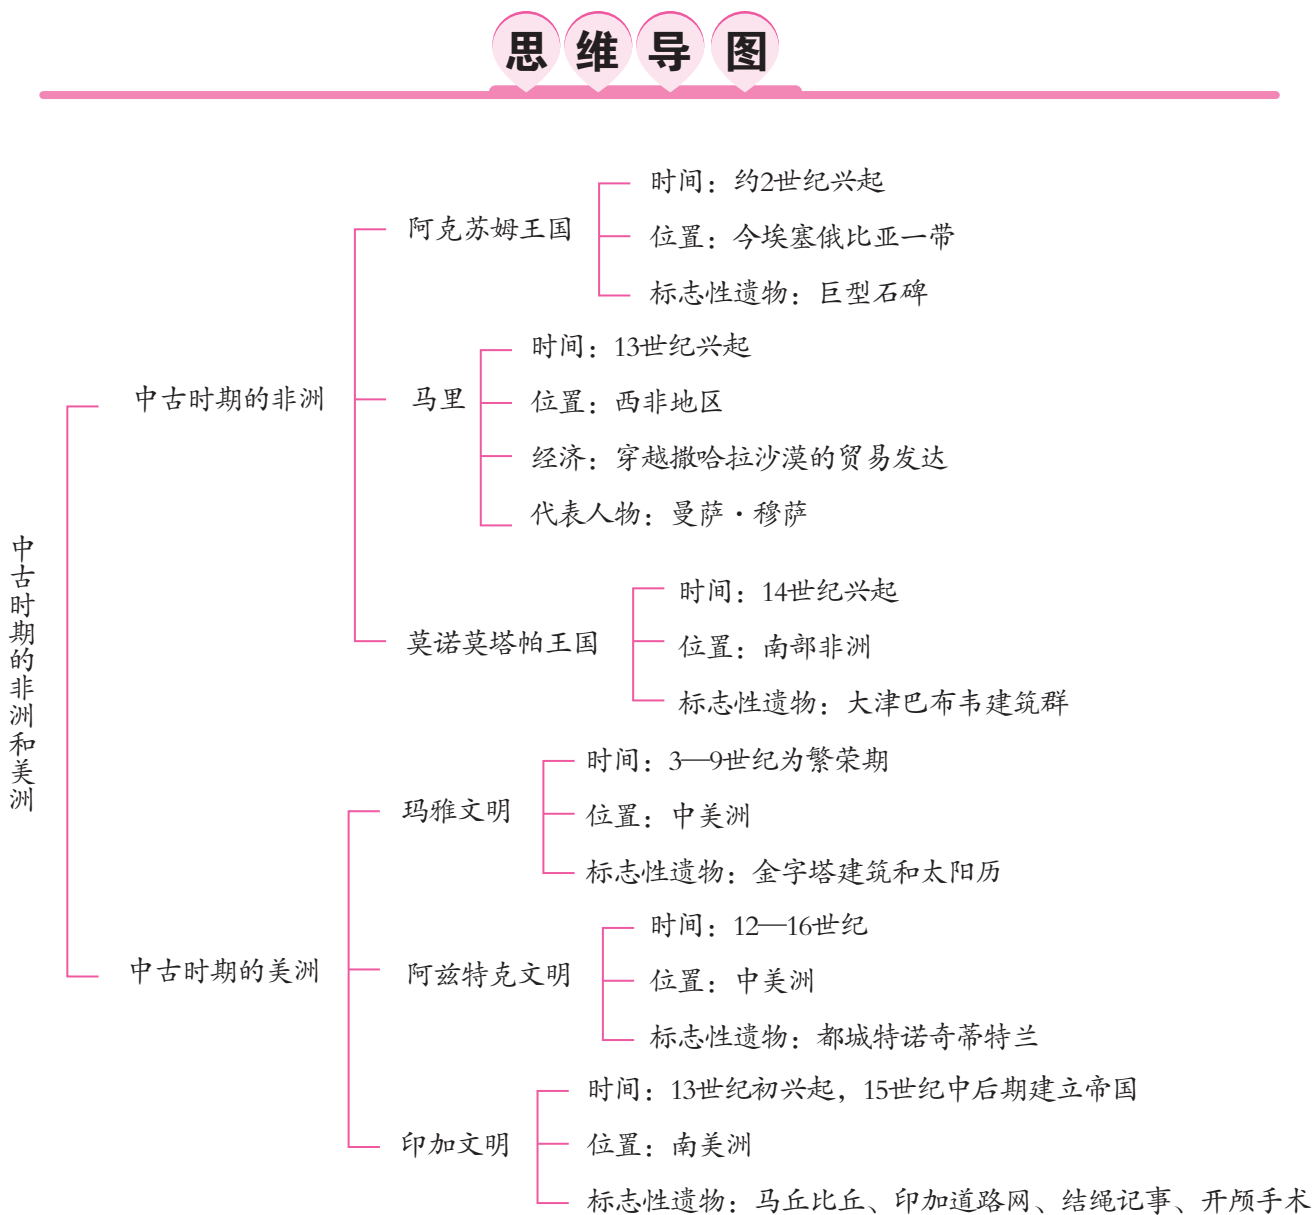 思维导图
中古时期的非洲和美洲
中古时期的非洲
阿克苏姆王国
时间：约2世纪兴起
位置：今埃塞俄比亚一带
标志性遗物：巨型石碑
马里
时间：13世纪兴起
位置：西非地区
经济：穿越撒哈拉沙漠的贸易发达
代表人物：曼萨·穆萨
莫诺莫塔帕王国
时间：14世纪兴起
位置：南部非洲
标志性遗物：大津巴布韦建筑群
中古时期的美洲
玛雅文明
时间：3—9世纪为繁荣期
位置：中美洲
标志性遗物：金字塔建筑和太阳历
阿兹特克文明
时间：12—16世纪
位置：中美洲
标志性遗物：都城特诺奇蒂特兰
印加文明
时间：13世纪初兴起，15世纪中后期建立帝国
位置：南美洲
标志性遗物：马丘比丘、印加道路网、结绳记事、开颅手术